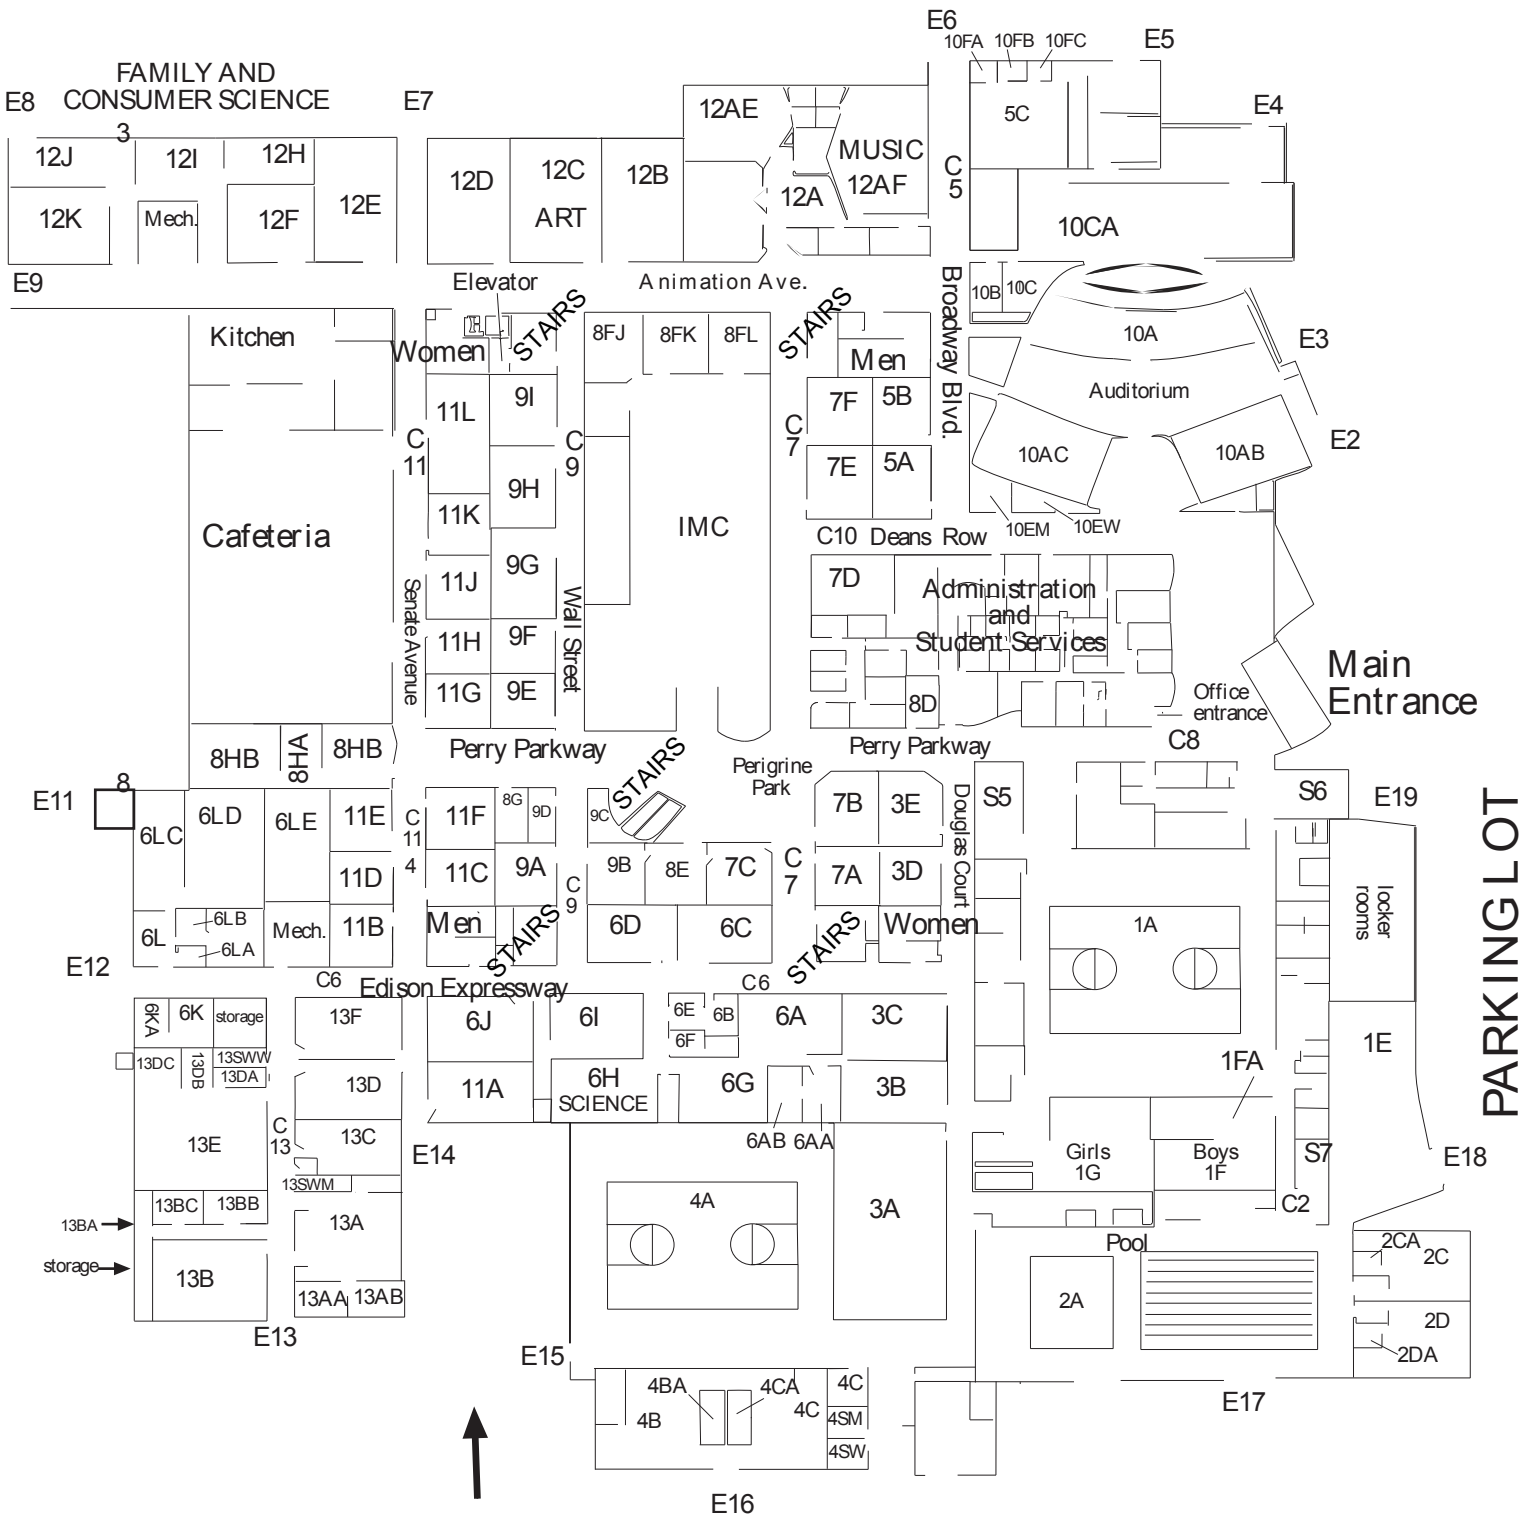 E6
10FA 10FB 10FC
E5
FAMILY AND
CONSUMER SCIENCE
E8
E7
3
12J
12I
12H
12K
Mech.
12F
12E
12D
12C
ART
12B
12AE
MUSIC
12A
12AF
C
5
5C
E4
10CA
E9
Elevator
Animation Ave.
Broadway Blvd.
10B
10C
10A
E3
Auditorium
10AC
10AB
E2
10EM
10EW
Kitchen
Women
STAIRS
8FJ
8FK
8FL
STAIRS
Men
11L
9I
7F
5B
C
11
C
9
C
7
9H
7E
5A
11K
Cafeteria
IMC
C10 Deans Row
9G
11J
7D
Administration
and
Student Services
Senate Avenue
Wall Street
11H
9F
11G
9E
8D
Office
entrance
Main
Entrance
8HB
8HA
8HB
Perry Parkway
STAIRS
Perigrine
Park
Perry Parkway
C8
8
E11
6LC
6LD
6LE
11E
C
11
4
11F
8G
9D
9C
7B
3E
Douglas Court
S5
S6
E19
PARKING LOT
11D
11C
9A
9B
8E
7C
C
7
7A
3D
C
9
locker
rooms
6L
6LB
6LA
Mech.
11B
Men
STAIRS
6D
6C
STAIRS
Women
1A
E12
C6
Edison Expressway
C6
6KA
6K
storage
13F
6J
6I
6E
6B
6F
6A
3C
1E
13DC
13DB
13SWW
13DA
13D
11A
6H
SCIENCE
6G
3B
1FA
13E
C
13
13C
E14
6AB 6AA
Girls
1G
Boys
1F
S7
E18
13SWM
13BC
13BB
13BA
13A
4A
3A
C2
Pool
2CA
2C
storage
13B
13AA
13AB
2A
2D
2DA
E13
E15
4BA
4CA
4C
4B
4C
4SM
4SW
E17
E16